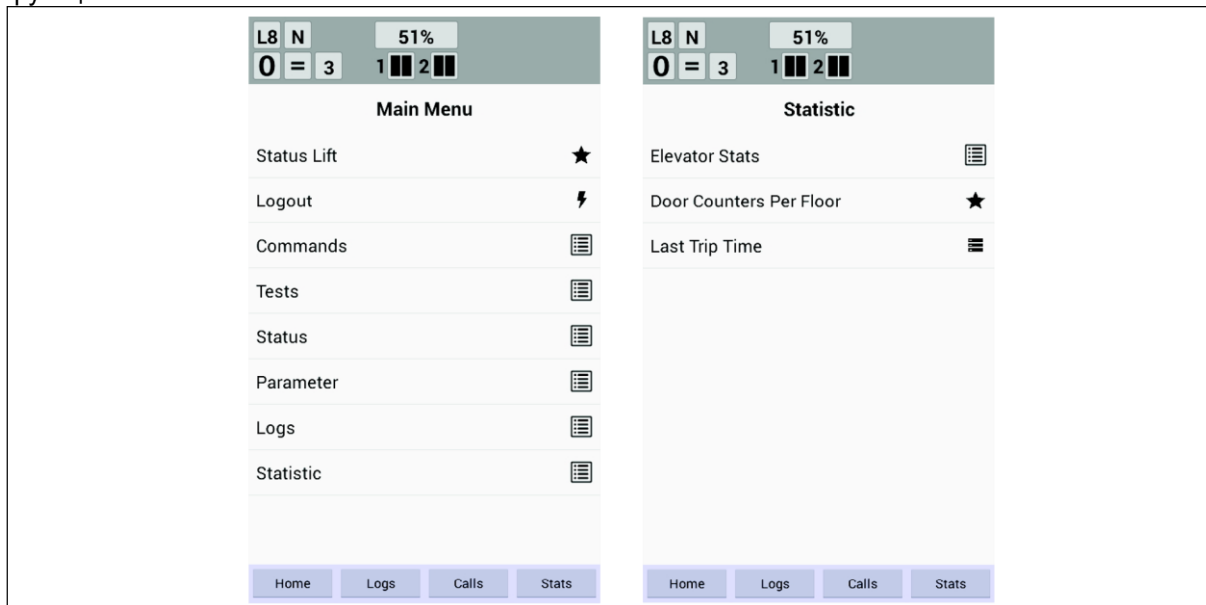 L8 N 51%
0 = 3 1 2
Main Menu
Status Lift
Logout
Commands
Tests
Status
Parameter
Logs
Statistic
Home Logs Calls Stats
L8 N 51%
0 = 3 1 2
Statistic
Elevator Stats
Door Counters Per Floor
Last Trip Time
Home Logs Calls Stats